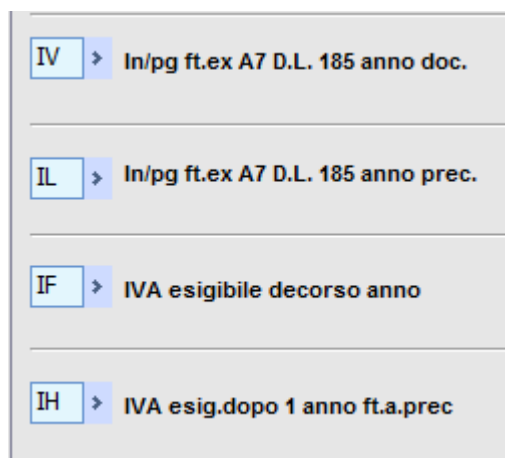 IV In/pg ft.ex A7 D.L. 185 anno doc.
IL In/pg ft.ex A7 D.L. 185 anno prec.
IF IVA esigibile decorso anno
IH IVA esig.dopo 1 anno ft.a.prec